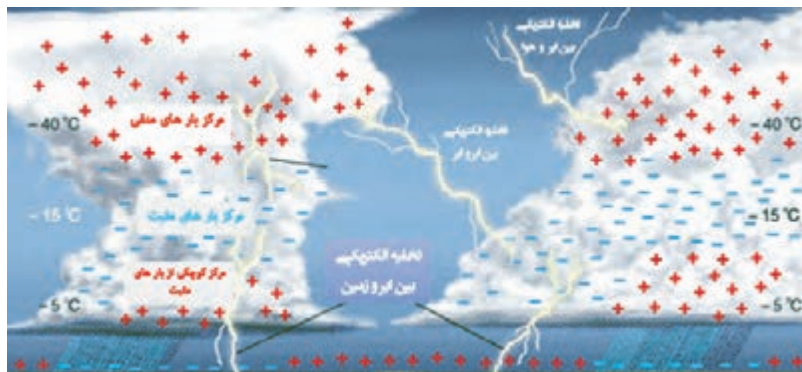 تخلیه الکتریکی
بین ابر و هوا
-40 °C
مرکز بار های منفی
تخلیه الکتریکی
بین ابر و ابر
-40 °C
-15 °C
مرکز بار های مثبت
-15 °C
تخلیه الکتریکی
بین ابر و زمین
مرکز کوچکی از بار های
مثبت
-5 °C
-5 °C